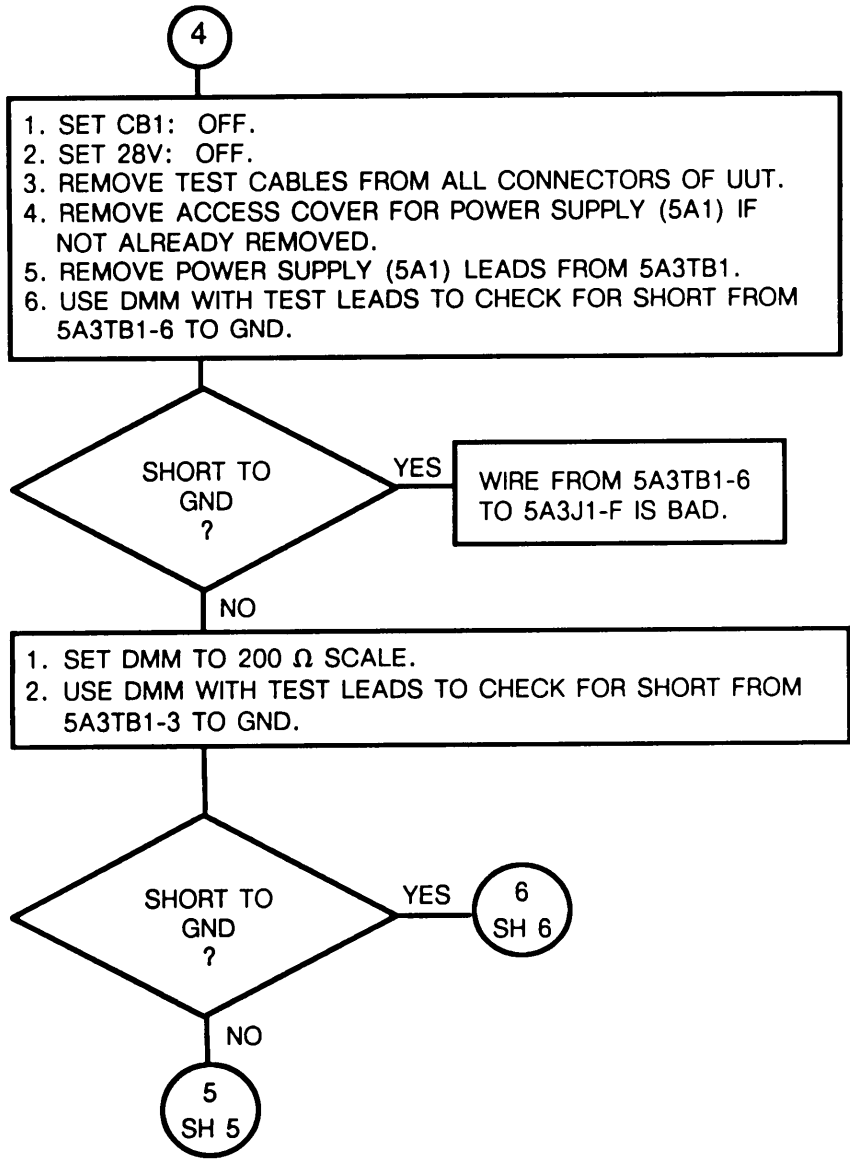 4
1. SET CB1: OFF.
2. SET 28V: OFF.
3. REMOVE TEST CABLES FROM ALL CONNECTORS OF UUT.
4. REMOVE ACCESS COVER FOR POWER SUPPLY (5A1) IF
NOT ALREADY REMOVED.
5. REMOVE POWER SUPPLY (5A1) LEADS FROM 5A3TB1.
6. USE DMM WITH TEST LEADS TO CHECK FOR SHORT FROM
5A3TB1-6 TO GND.
SHORT TO
GND
?
YES
WIRE FROM 5A3TB1-6
TO 5A3J1-F IS BAD.
NO
1. SET DMM TO 200 Ω SCALE.
2. USE DMM WITH TEST LEADS TO CHECK FOR SHORT FROM
5A3TB1-3 TO GND.
SHORT TO
GND
?
YES
6
SH 6
NO
5
SH 5